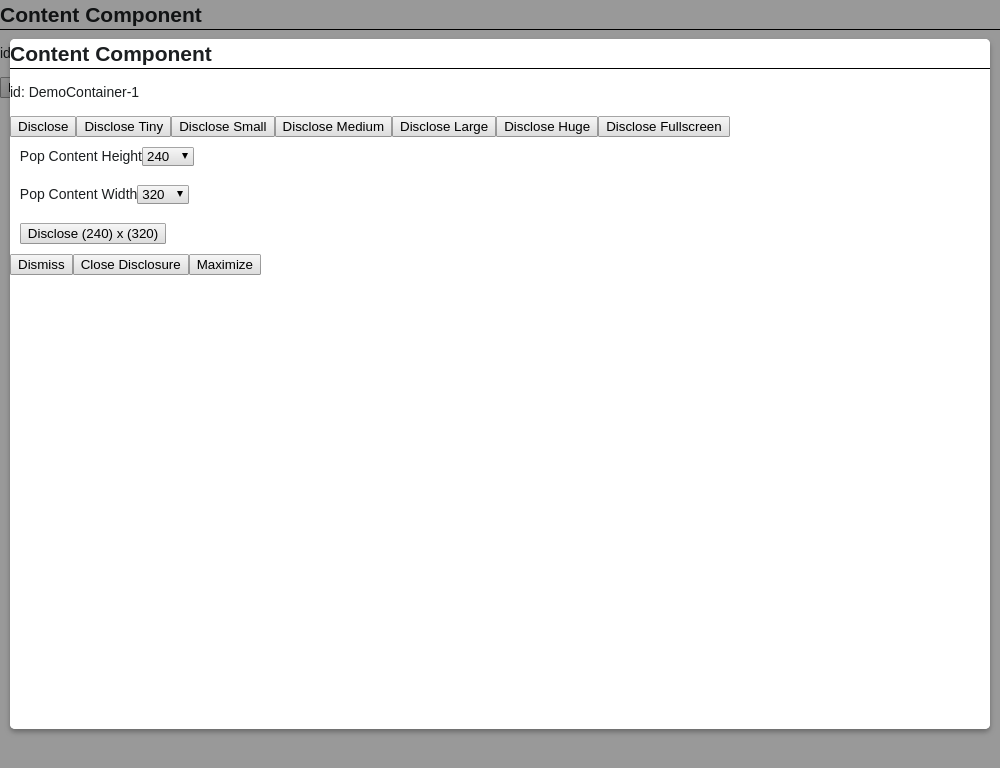 Content Component
id
Content Component
id: DemoContainer-1
Disclose Disclose Tiny Disclose Small Disclose Medium Disclose Large Disclose Huge Disclose Fullscreen
Pop Content Height 240
Pop Content Width 320
Disclose (240) x (320)
Dismiss Close Disclosure Maximize